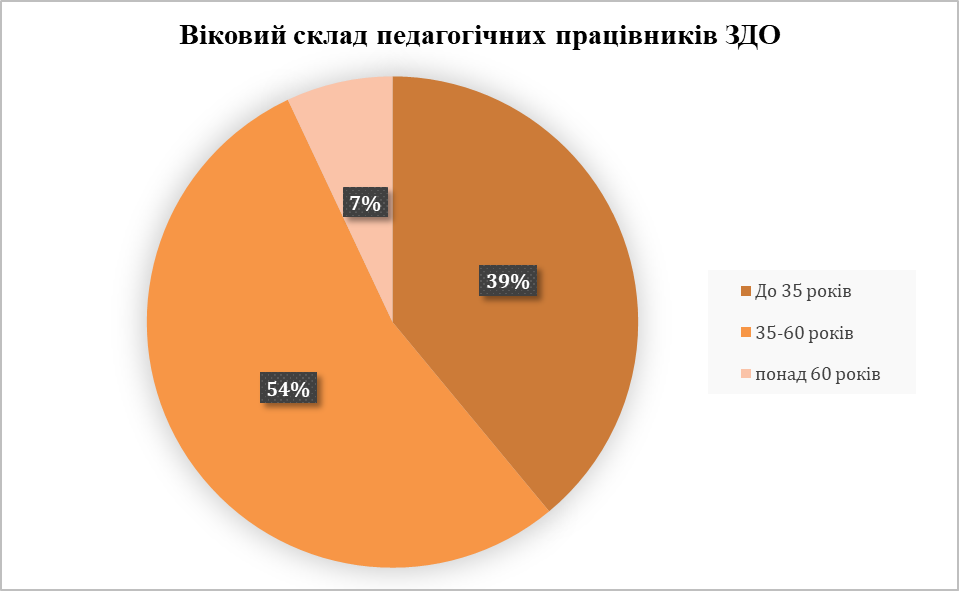 Віковий склад педагогічних працівників ЗДО
7%
39%
54%
До 35 років
35-60 років
понад 60 років